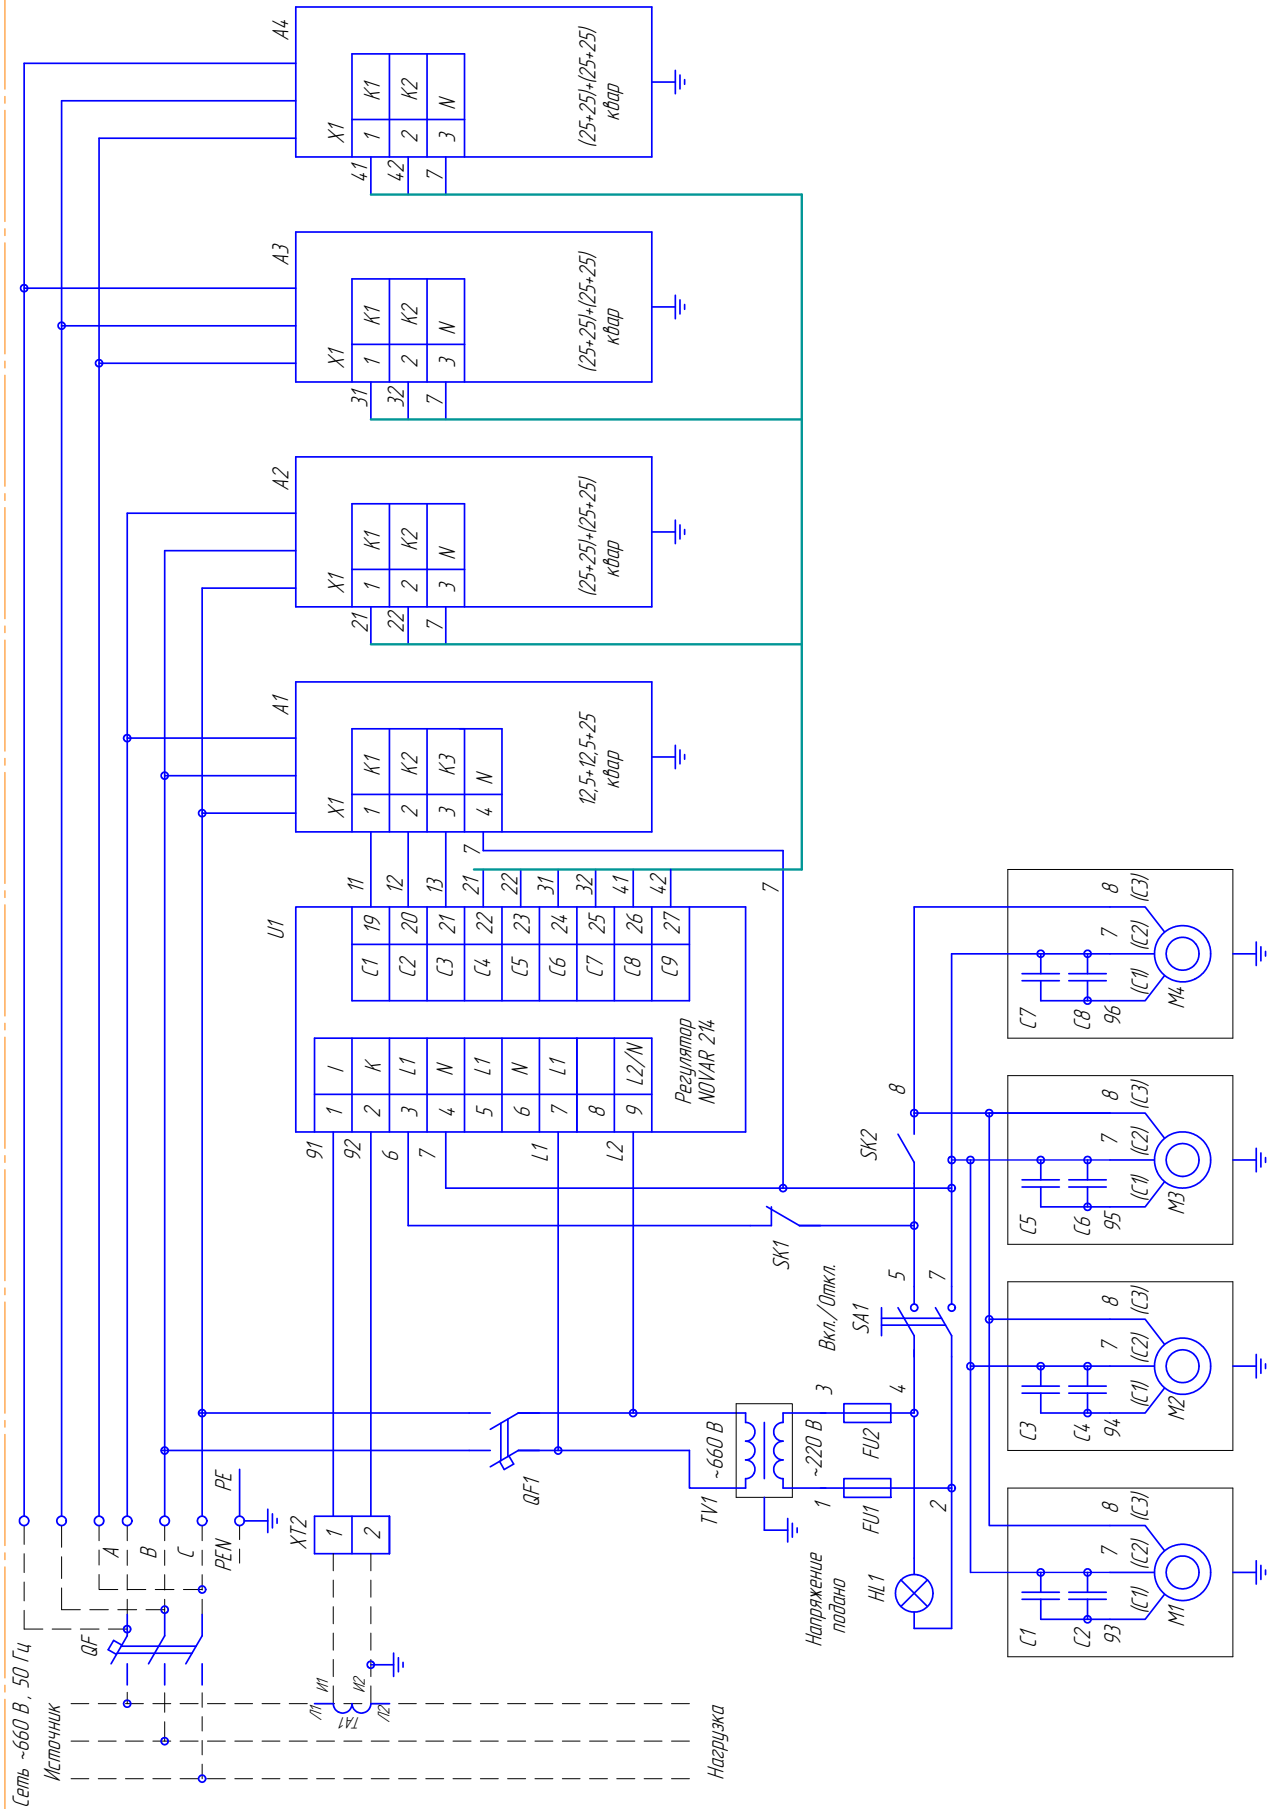 Сеть ~660 В, 50 Гц
Источник
Нагрузка
QF
A
B
C
PEN
PE
Л1
И1
TA1
И2
Л2
XT2
1
2
QF1
91
92
6
7
L1
L2
U1
1 I
2 K
3 L1
4 N
5 L1
6 N
7 L1
8
9 L2/N
Регулятор
NOVAR 214
C1 19
C2 20
C3 21
C4 22
C5 23
C6 24
C7 25
C8 26
C9 27
11
12
13
21
22
31
32
41
42
7
7
A1
X1
1 K1
2 K2
3 K3
4 N
12,5+12,5+25
квар
A2
X1
21
22
7
1 K1
2 K2
3 N
(25+25)+(25+25)
квар
A3
X1
31
32
7
1 K1
2 K2
3 N
(25+25)+(25+25)
квар
A4
X1
41
42
7
1 K1
2 K2
3 N
(25+25)+(25+25)
квар
TV1
~660 В
~220 В
1
3
FU1
FU2
2
4
Напряжение
подано
HL1
Вкл./Откл.
SA1
5
7
SK1
SK2
8
C1
C2
93
7
8
(C1)
(C2)
(C3)
M1
C3
C4
94
7
8
(C1)
(C2)
(C3)
M2
C5
C6
95
7
8
(C1)
(C2)
(C3)
M3
C7
C8
96
7
8
(C1)
(C2)
(C3)
M4